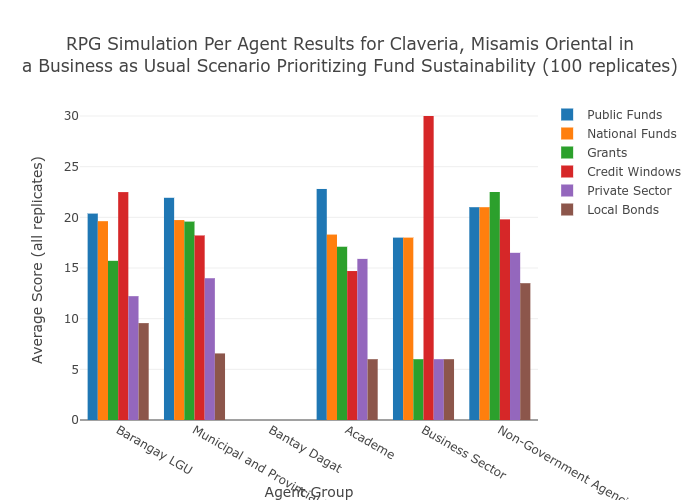 RPG Simulation Per Agent Results for Claveria, Misamis Oriental in
a Business as Usual Scenario Prioritizing Fund Sustainability (100 replicates)
Public Funds
National Funds
Grants
Credit Windows
Private Sector
Local Bonds
Average Score (all replicates)
30
25
20
15
10
5
0
Barangay LGU
Municipal and
Bantay Dagat
Academe
Business Sector
Non-Government
Agent Group